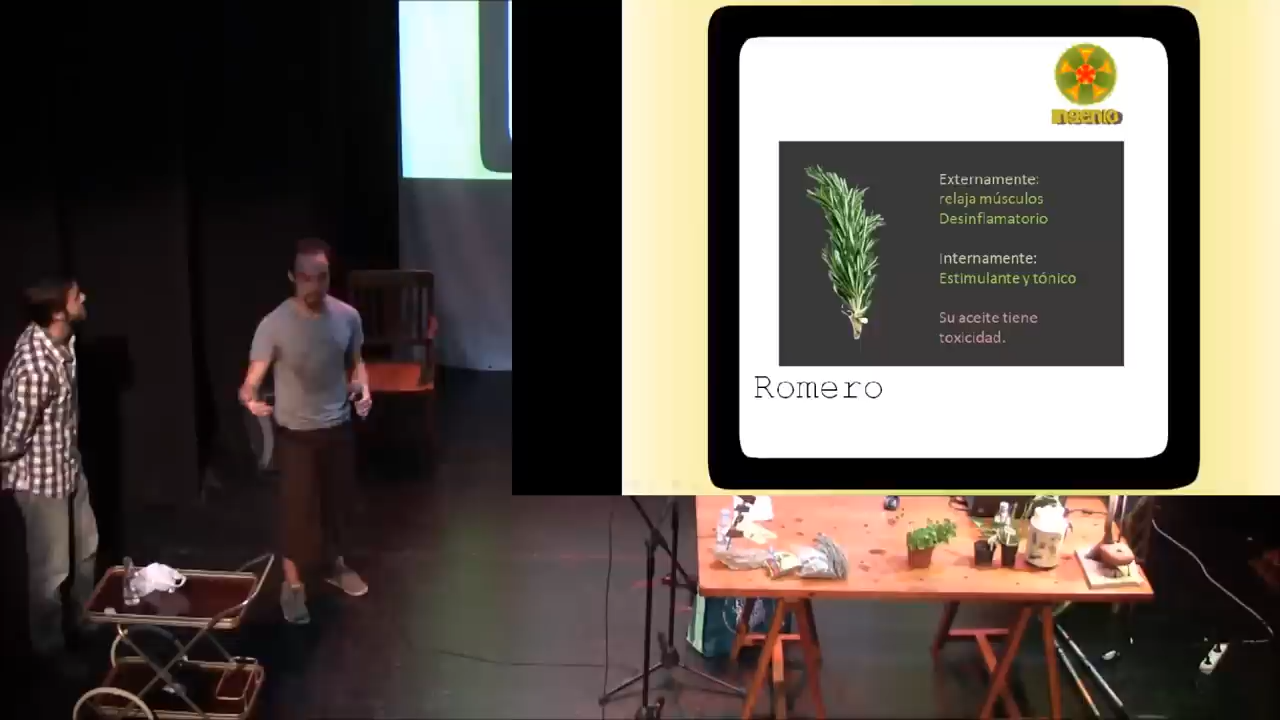 INGENIO
Externamente:
relaja músculos
Desinflamatorio
Internamente:
Estimulante y tónico
Su aceite tiene
toxicidad.
Romero